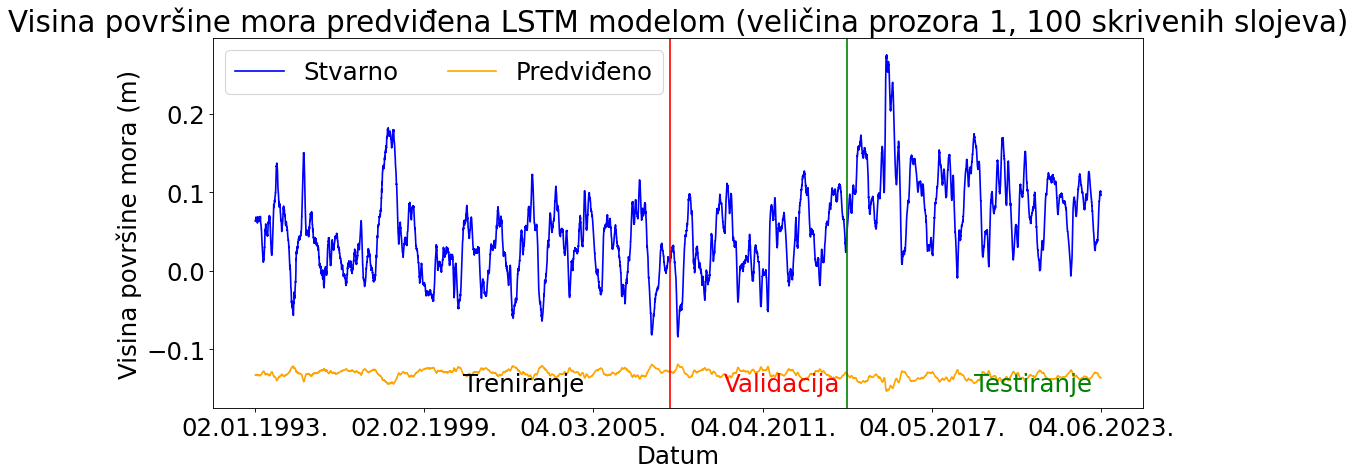 Visina površine mora predviđena LSTM modelom (veličina prozora 1, 100 skrivenih slojeva)
Stvarno Predviđeno
Visina površine mora (m)
0.2
0.1
0.0
−0.1
Treniranje Validacija Testiranje
02.01.1993. 02.02.1999. 04.03.2005. 04.04.2011. 04.05.2017. 04.06.2023.
Datum